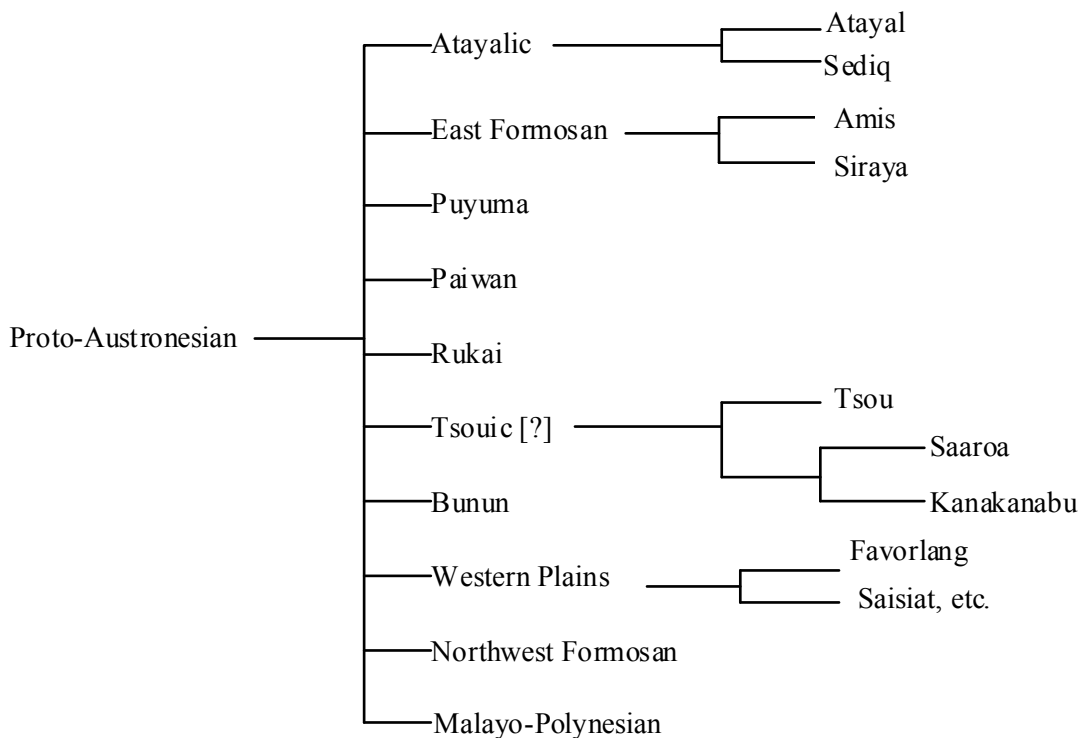 Atayalic
Atayal
Sediq
East Formosan
Amis
Siraya
Puyuma
Paiwan
Proto-Austronesian
Rukai
Tsouic [?]
Tsou
Saaroa
Kanakanabu
Bunun
Western Plains
Favorlang
Saisiat, etc.
Northwest Formosan
Malayo-Polynesian